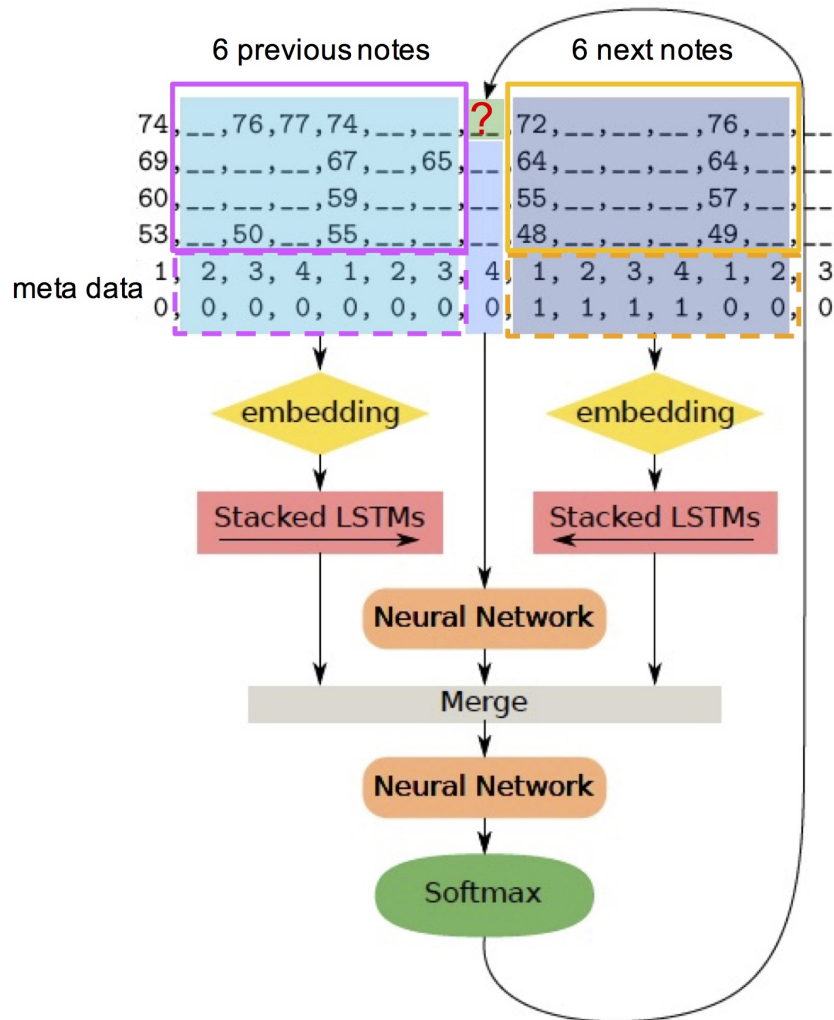 6 previous notes 6 next notes
74,__,76,77,74,__,__,?,72,__,__,__,76,__,__
69,__,__,__,67,__,65,__,64,__,__,__,64,__,__
60,__,__,__,59,__,__,__,55,__,__,__,57,__,__
53,__,50,__,55,__,__,__,48,__,__,__,49,__,__
meta data
1, 2, 3, 4, 1, 2, 3, 4, 1, 2, 3, 4, 1, 2, 3
0, 0, 0, 0, 0, 0, 0, 0, 1, 1, 1, 1, 0, 0, 0
embedding embedding
Stacked LSTMs Stacked LSTMs
Neural Network
Merge
Neural Network
Softmax